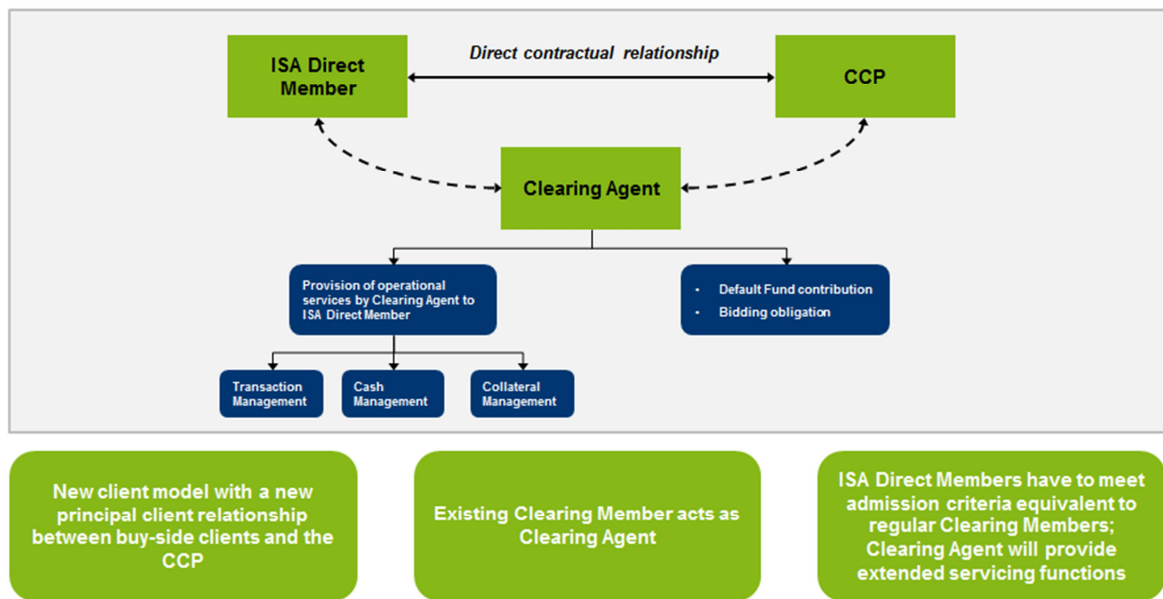 Direct contractual relationship
ISA Direct
Member
CCP
Clearing Agent
Provision of operational
services by Clearing Agent to
ISA Direct Member
• Default Fund contribution
• Bidding obligation
Transaction
Management
Cash
Management
Collateral
Management
New client model with a new
principal client relationship
between buy-side clients and the
CCP
Existing Clearing Member acts as
Clearing Agent
ISA Direct Members have to meet
admission criteria equivalent to
regular Clearing Members;
Clearing Agent will provide
extended servicing functions